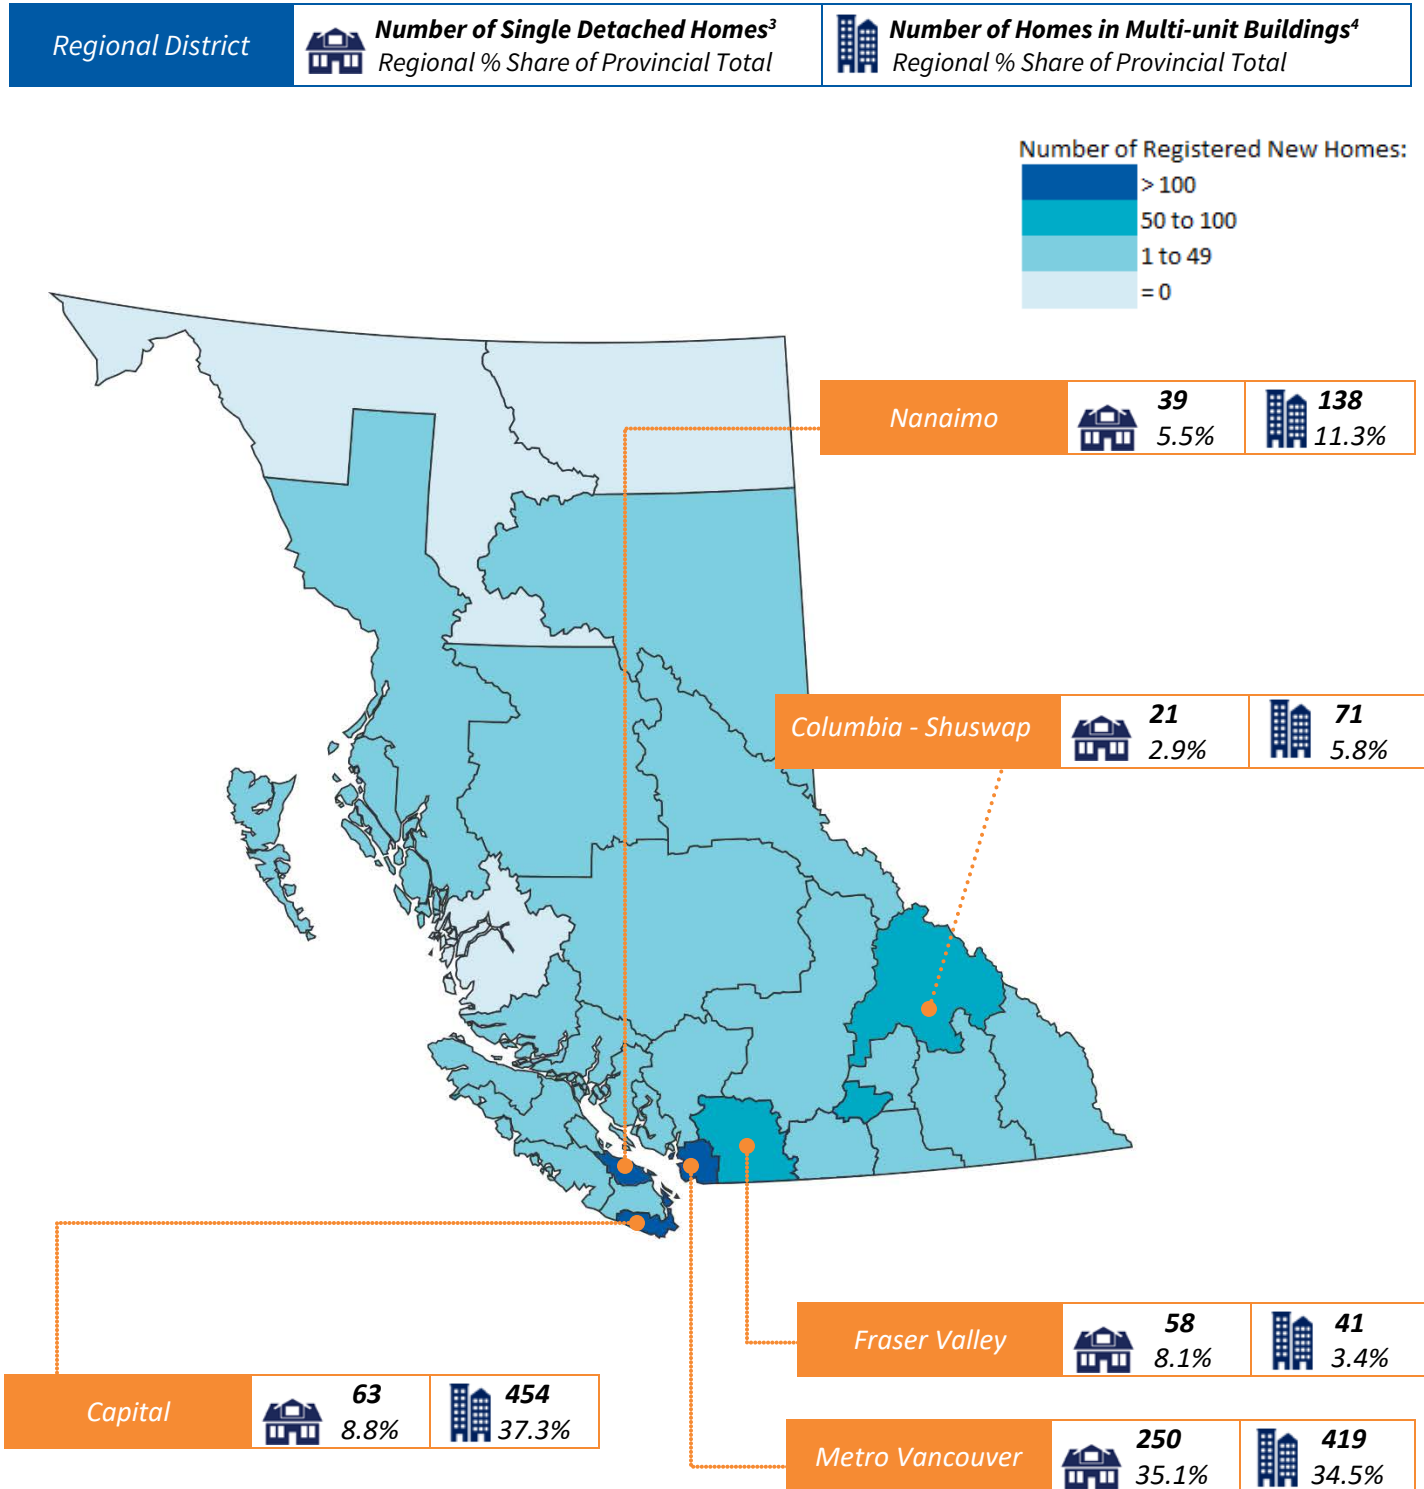 Regional District
Number of Single Detached Homes³
Regional % Share of Provincial Total
Number of Homes in Multi-unit Buildings⁴
Regional % Share of Provincial Total
Number of Registered New Homes:
> 100
50 to 100
1 to 49
= 0
Nanaimo
39
5.5%
138
11.3%
Columbia - Shuswap
21
2.9%
71
5.8%
Fraser Valley
58
8.1%
41
3.4%
Capital
63
8.8%
454
37.3%
Metro Vancouver
250
35.1%
419
34.5%